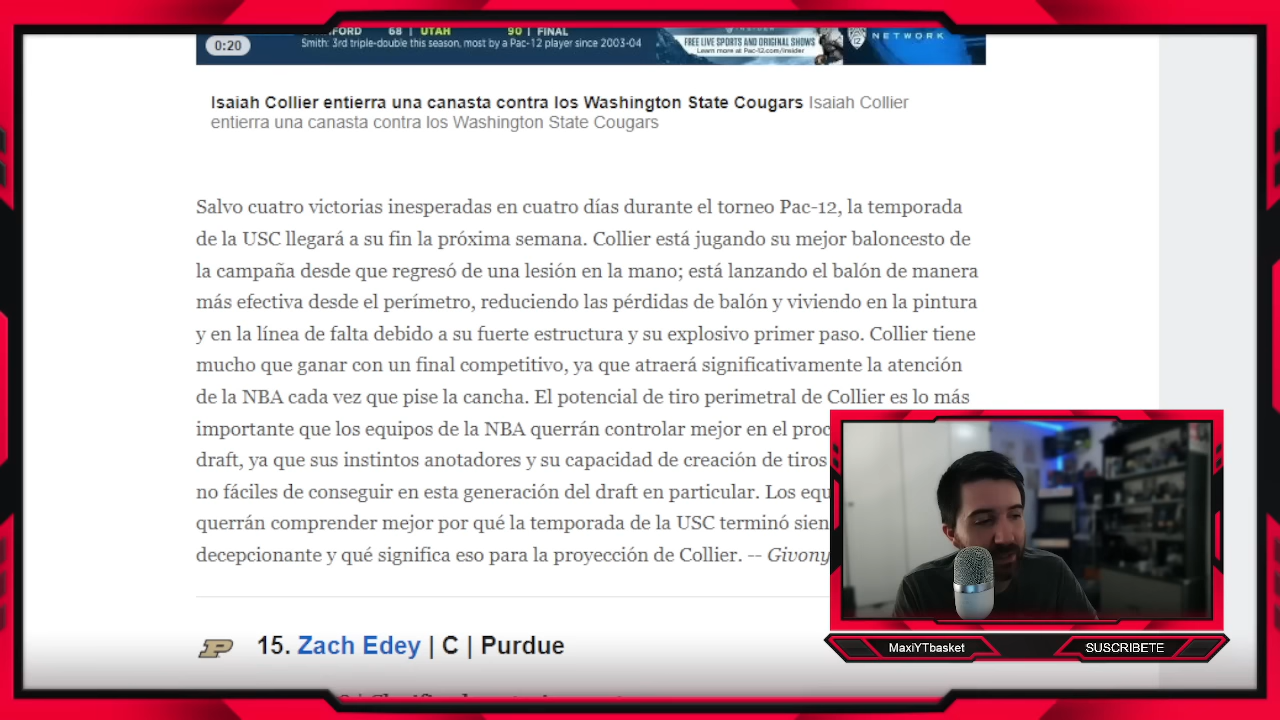 0:20
FORD 68 | UTAH 90 | FINAL
Smith: 3rd triple-double this season, most by a Pac-12 player since 2003-04
INSIDER
FREE LIVE SPORTS AND ORIGINAL SHOWS
Learn more at Pac-12.com/insider
NETWORK
Isaiah Collier entierra una canasta contra los Washington State Cougars Isaiah Collier
entierra una canasta contra los Washington State Cougars
Salvo cuatro victorias inesperadas en cuatro días durante el torneo Pac-12, la temporada
de la USC llegará a su fin la próxima semana. Collier está jugando su mejor baloncesto de
la campaña desde que regresó de una lesión en la mano; está lanzando el balón de manera
más efectiva desde el perímetro, reduciendo las pérdidas de balón y viviendo en la pintura
y en la línea de falta debido a su fuerte estructura y su explosivo primer paso. Collier tiene
mucho que ganar con un final competitivo, ya que atraerá significativamente la atención
de la NBA cada vez que pise la cancha. El potencial de tiro perimetral de Collier es lo más
importante que los equipos de la NBA querrán controlar mejor en el proc
draft, ya que sus instintos anotadores y su capacidad de creación de tiros
no fáciles de conseguir en esta generación del draft en particular. Los equ
querrán comprender mejor por qué la temporada de la USC terminó sien
decepcionante y qué significa eso para la proyección de Collier. -- Givony
15. Zach Edey | C | Purdue
MaxiYTbasket
SUSCRIBETE